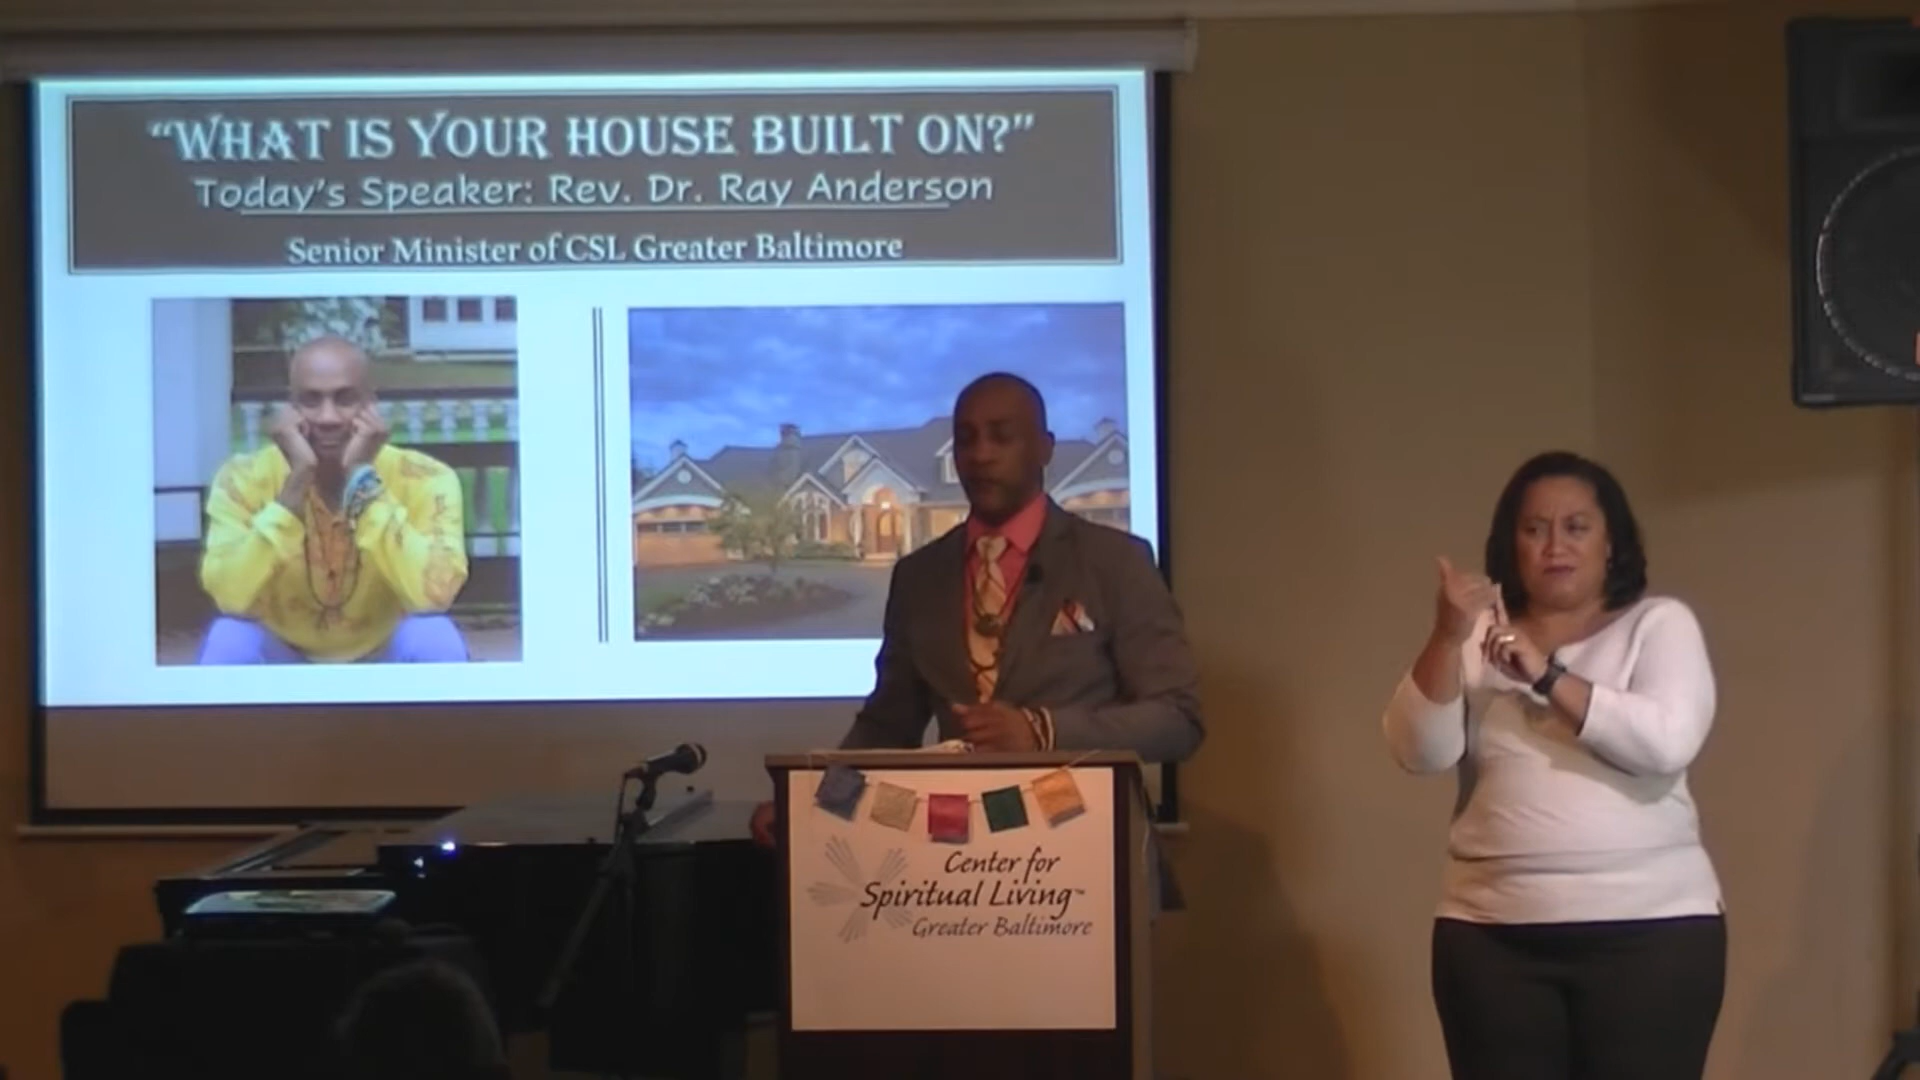 “WHAT IS YOUR HOUSE BUILT ON?”
Today's Speaker: Rev. Dr. Ray Anderson
Senior Minister of CSL Greater Baltimore
Center for
Spiritual Living™
Greater Baltimore